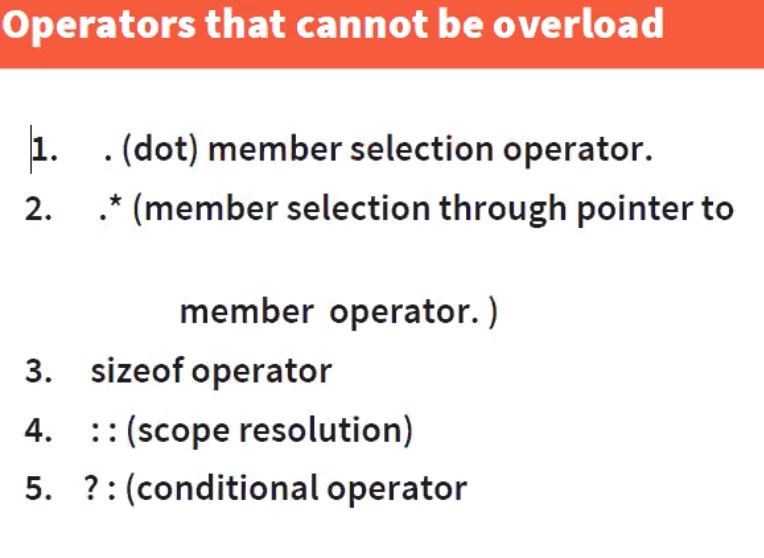 Operators that cannot be overload
1. . (dot) member selection operator.
2. .* (member selection through pointer to
member operator. )
3. sizeof operator
4. :: (scope resolution)
5. ?: (conditional operator